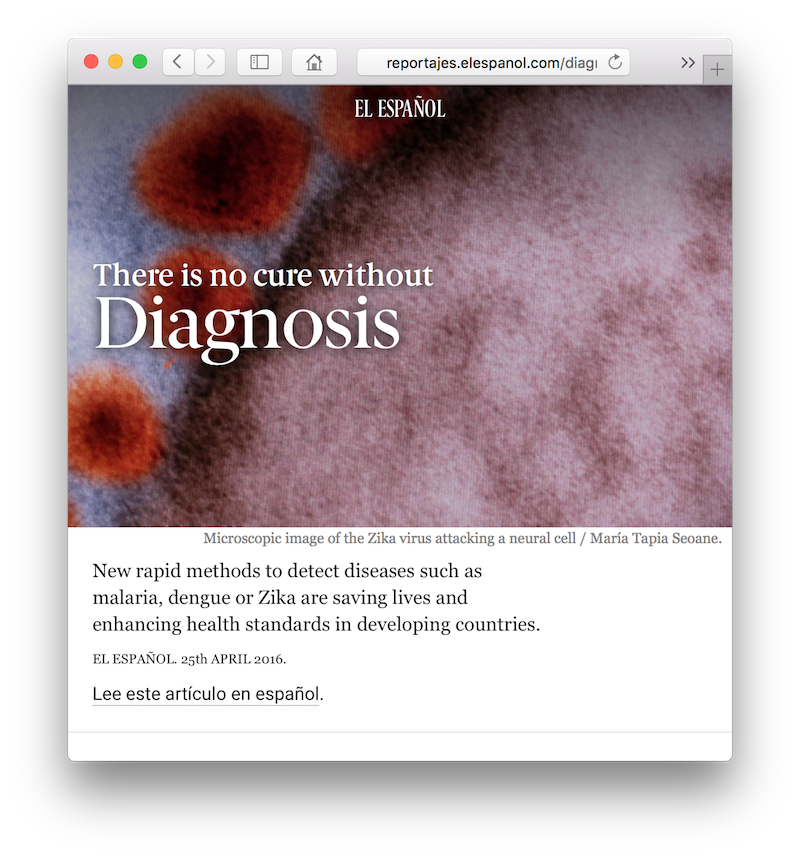 reportajes.elespanol.com/diag
EL ESPAÑOL
There is no cure without
Diagnosis
Microscopic image of the Zika virus attacking a neural cell / María Tapia Seoane.
New rapid methods to detect diseases such as
malaria, dengue or Zika are saving lives and
enhancing health standards in developing countries.
EL ESPAÑOL. 25th APRIL 2016.
Lee este artículo en español.